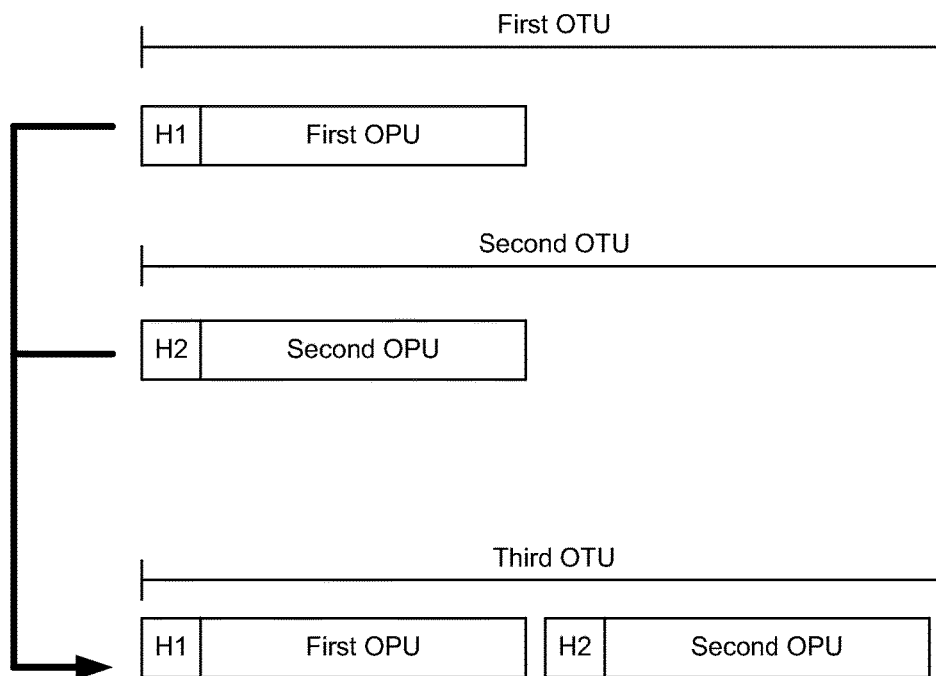 First OTU
H1 First OPU
Second OTU
H2 Second OPU
Third OTU
H1 First OPU H2 Second OPU